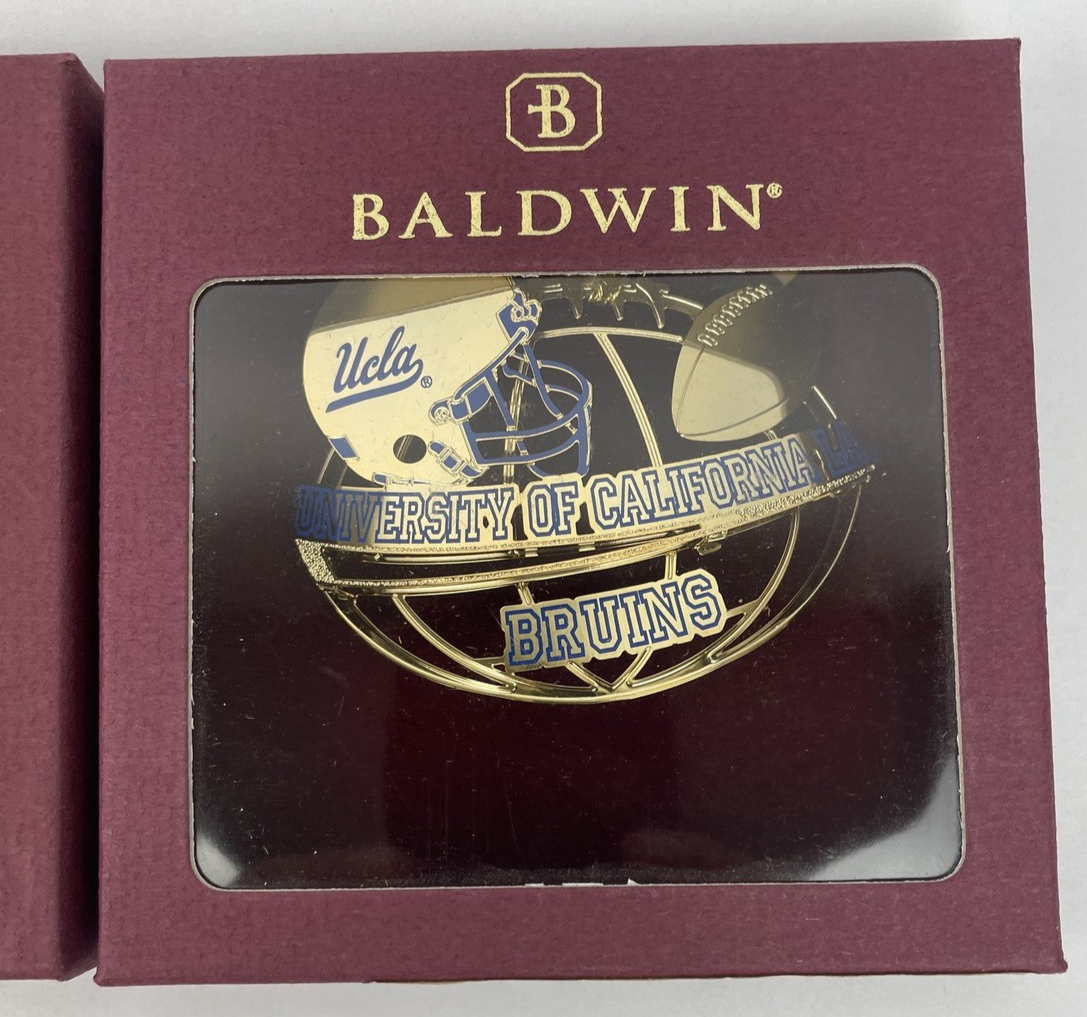 B
BALDWIN®
Ucla®
UNIVERSITY OF CALIFORNIA LA
BRUINS